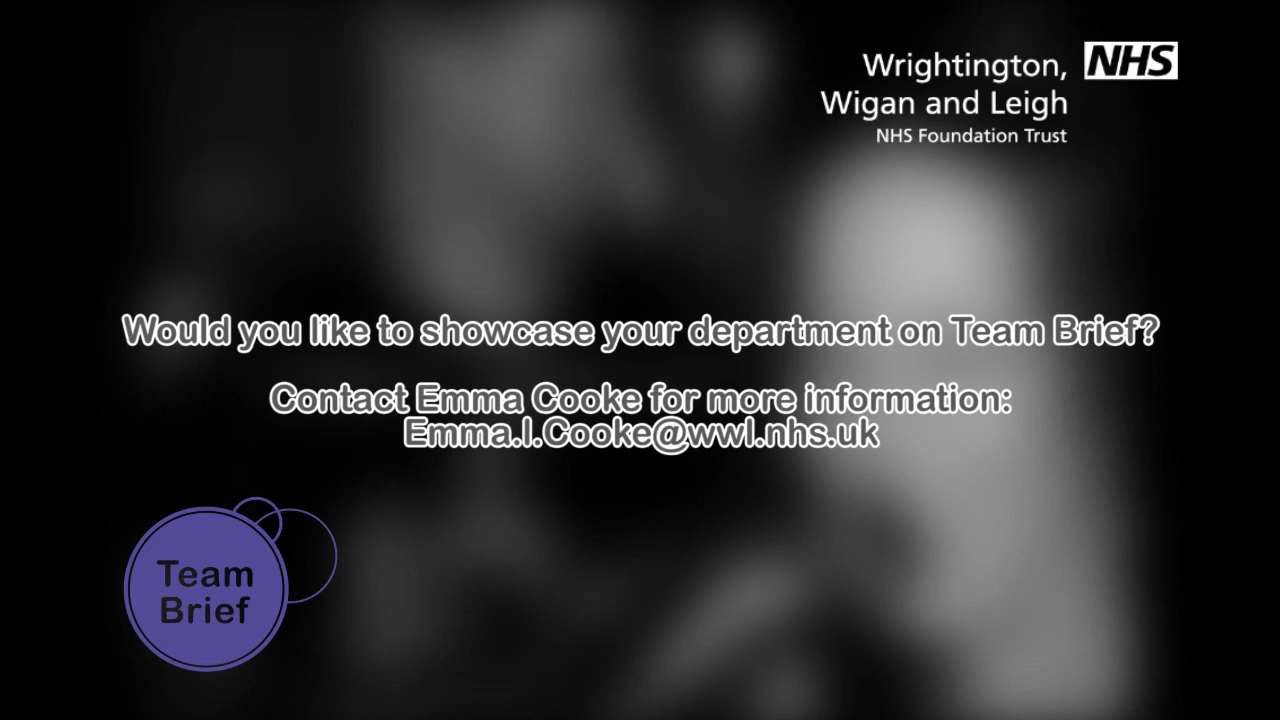 Wrightington, NHS
Wigan and Leigh
NHS Foundation Trust
Would you like to showcase your department on Team Brief?
Contact Emma Cooke for more information:
Emma.l.Cooke@wwl.nhs.uk
Team
Brief